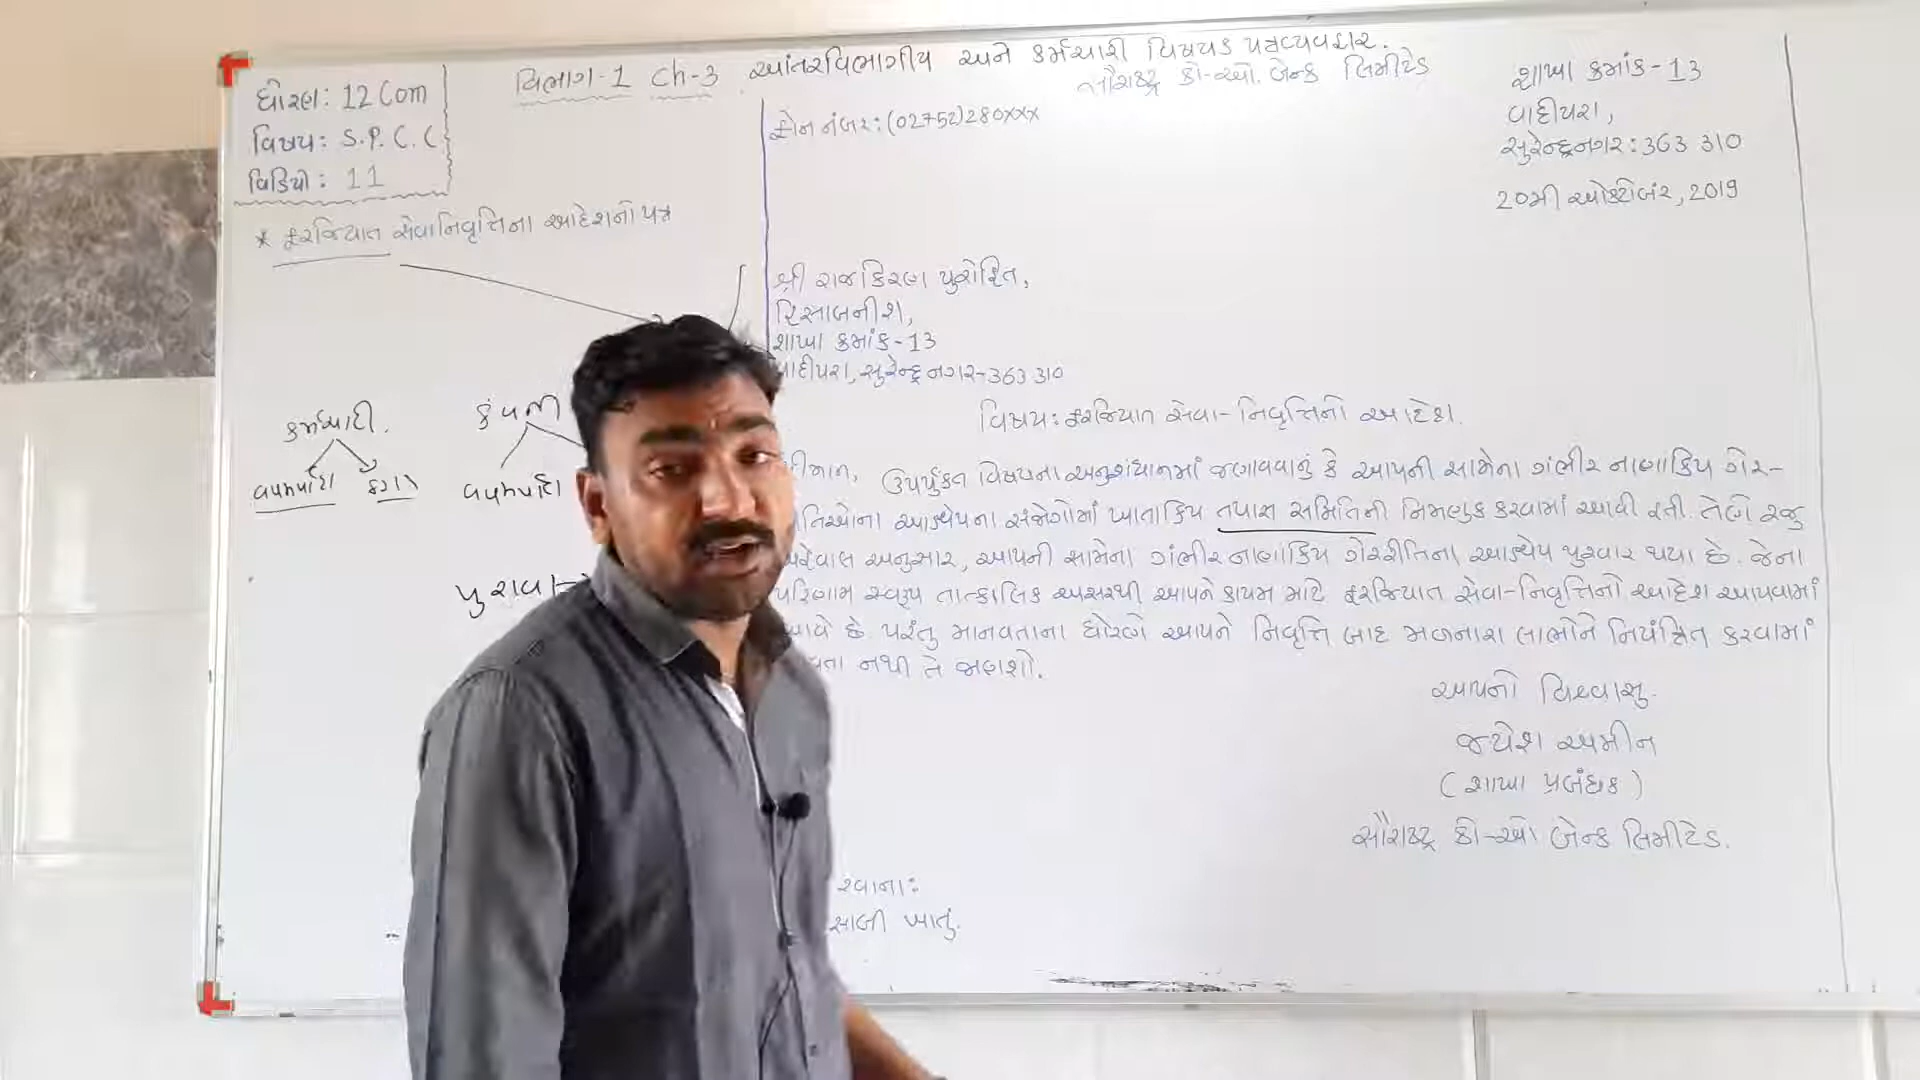 ધોરણ: 12 Com
વિષય: S.P.C.C
વિડિયો: 11
વિભાગ-1 Ch-3 આંતરવિભાગીય અને કર્મચારી વિષયક પત્રવ્યવહાર.
* ફરજિયાત સેવાનિવૃત્તિના આદેશનો પત્ર
કર્મચારી.
વફાદારી
કંપની
વફાદારી
પુરાવા
સૌરાષ્ટ્ર કો-ઓ. બેન્ક લિમીટેડ
ફોન નંબર: (02752)280xxx
શાખા ક્રમાંક-13
વાદીપરા,
સુરેન્દ્રનગર: 363 310
20મી ઓક્ટોબર, 2019
શ્રી રાજકિરણ પુરોહિત,
હિસાબનીશ,
શાખા ક્રમાંક-13
વાદીપરા, સુરેન્દ્રનગર-363 310
વિષય: ફરજિયાત સેવા-નિવૃત્તિનો આદેશ.
શ્રીમાન, ઉપર્યુક્ત વિષયના અનુસંધાનમાં જણાવવાનું કે આપની સામેના ગંભીર નાણાંકિય ગેર-
રીતિઓના આક્ષેપના સંજોગોમાં ખાતાકિય તપાસ સમિતિની નિમણુક કરવામાં આવી હતી. તેણે રજુ
અહેવાલ અનુસાર, આપની સામેના ગંભીર નાણાંકિય ગેરરીતિના આક્ષેપ પુરવાર થયા છે. જેના
પરિણામ સ્વરૂપ તાત્કાલિક અસરથી આપને કાયમ માટે ફરજિયાત સેવા-નિવૃત્તિનો આદેશ આપવામાં
આવે છે. પરંતુ માનવતાના ધોરણે આપને નિવૃત્તિ બાદ મળનારા લાભોને નિયંત્રિત કરવામાં
નથી તે જાણશો.
આપનો વિશ્વાસુ.
જયેશ અમીન
(શાખા પ્રબંધક)
સૌરાષ્ટ્ર કો-ઓ બેન્ક લિમીટેડ.
રવાના:
ખાતું.